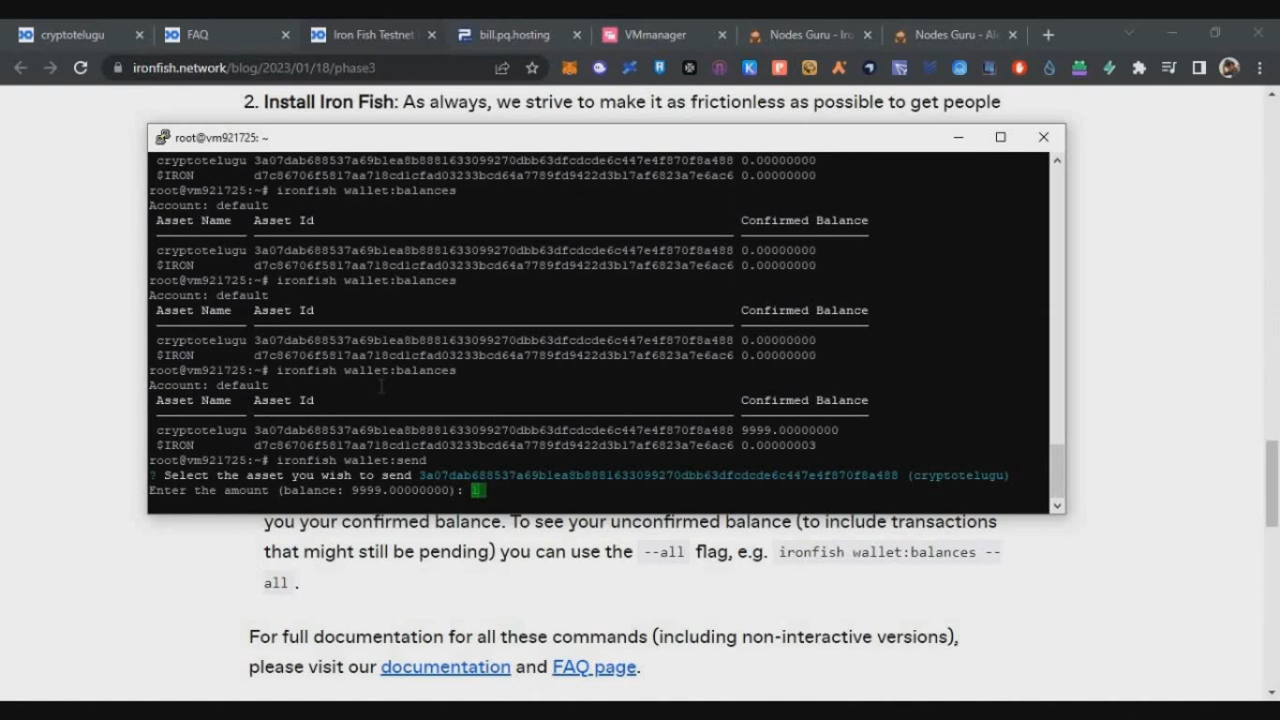 cryptotelugu
FAQ
Iron Fish Testnet
bill.pq.hosting
VMmanager
Nodes Guru - Iro
Nodes Guru - Ale
ironfish.network/blog/2023/01/18/phase3
2. Install Iron Fish: As always, we strive to make it as frictionless as possible to get people
root@vm921725: ~
cryptotelugu 3a07dab688537a69b1ea8b8881633099270dbb63dfcdcde6c447e4f870f8a488 0.00000000
$IRON d7c86706f5817aa718cd1cfad03233bcd64a7789fd9422d3b17af6823a7e6ac6 0.00000000
root@vm921725:~# ironfish wallet:balances
Account: default
Asset Name Asset Id Confirmed Balance
cryptotelugu 3a07dab688537a69b1ea8b8881633099270dbb63dfcdcde6c447e4f870f8a488 0.00000000
$IRON d7c86706f5817aa718cd1cfad03233bcd64a7789fd9422d3b17af6823a7e6ac6 0.00000000
root@vm921725:~# ironfish wallet:balances
Account: default
Asset Name Asset Id Confirmed Balance
cryptotelugu 3a07dab688537a69b1ea8b8881633099270dbb63dfcdcde6c447e4f870f8a488 0.00000000
$IRON d7c86706f5817aa718cd1cfad03233bcd64a7789fd9422d3b17af6823a7e6ac6 0.00000000
root@vm921725:~# ironfish wallet:balances
Account: default
Asset Name Asset Id Confirmed Balance
cryptotelugu 3a07dab688537a69b1ea8b8881633099270dbb63dfcdcde6c447e4f870f8a488 9999.00000000
$IRON d7c86706f5817aa718cd1cfad03233bcd64a7789fd9422d3b17af6823a7e6ac6 0.00000003
root@vm921725:~# ironfish wallet:send
? Select the asset you wish to send 3a07dab688537a69b1ea8b8881633099270dbb63dfcdcde6c447e4f870f8a488 (cryptotelugu)
Enter the amount (balance: 9999.00000000):
you your confirmed balance. To see your unconfirmed balance (to include transactions
that might still be pending) you can use the --all flag, e.g. ironfish wallet:balances --
all .
For full documentation for all these commands (including non-interactive versions),
please visit our documentation and FAQ page.